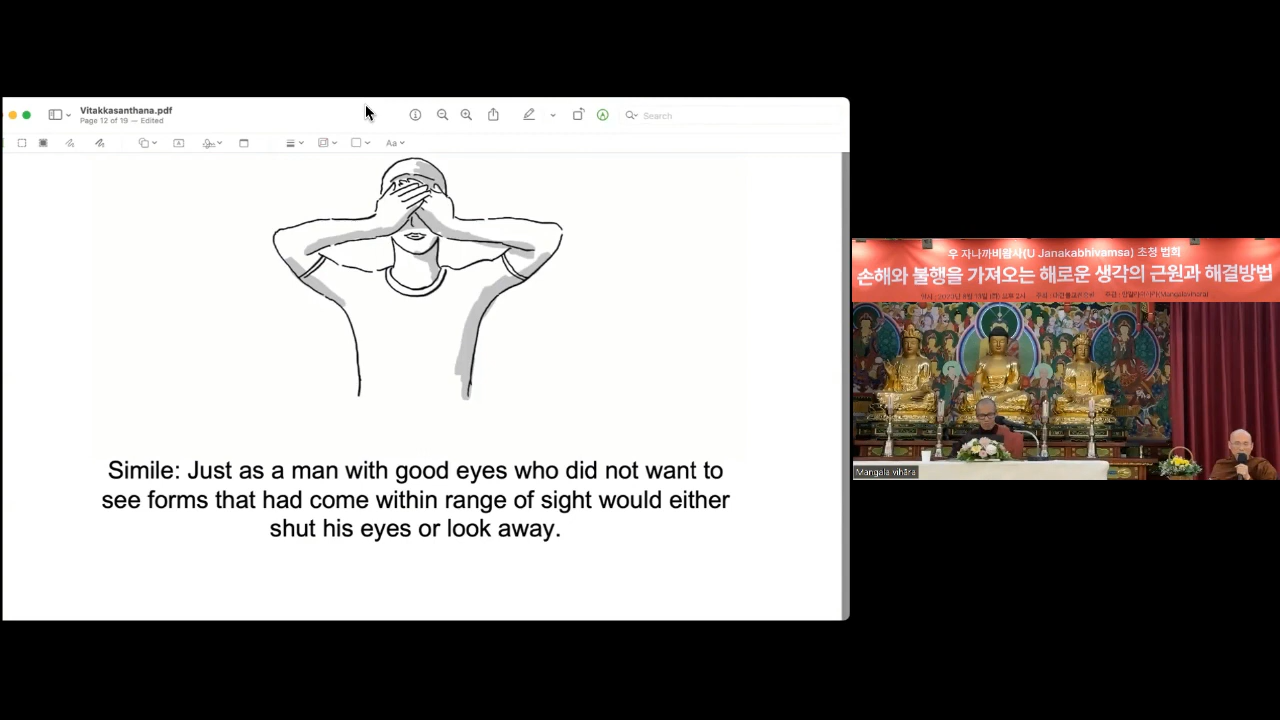 Vitakkasanthana.pdf
Page 12 of 19 — Edited
Search
Aa
Simile: Just as a man with good eyes who did not want to
see forms that had come within range of sight would either
shut his eyes or look away.
우 자나까비왐사(U Janakabhivamsa) 초청 법회
손해와 불행을 가져오는 해로운 생각의 근원과 해결방법
Mangala vihāra